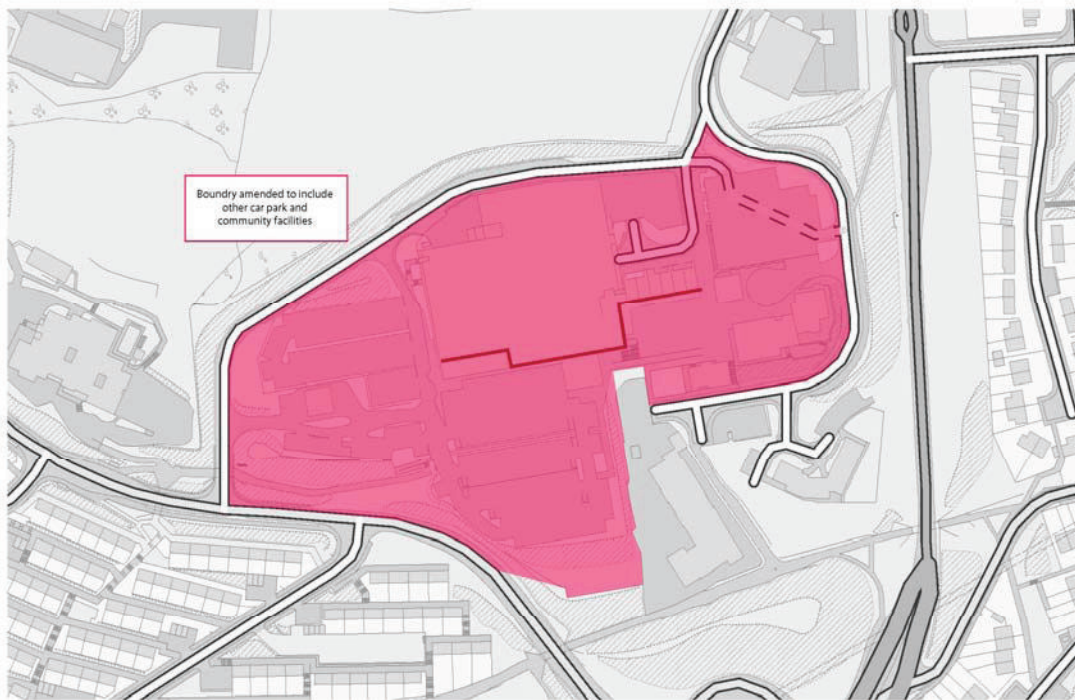 Boundry amended to include
other car park and
community facilities